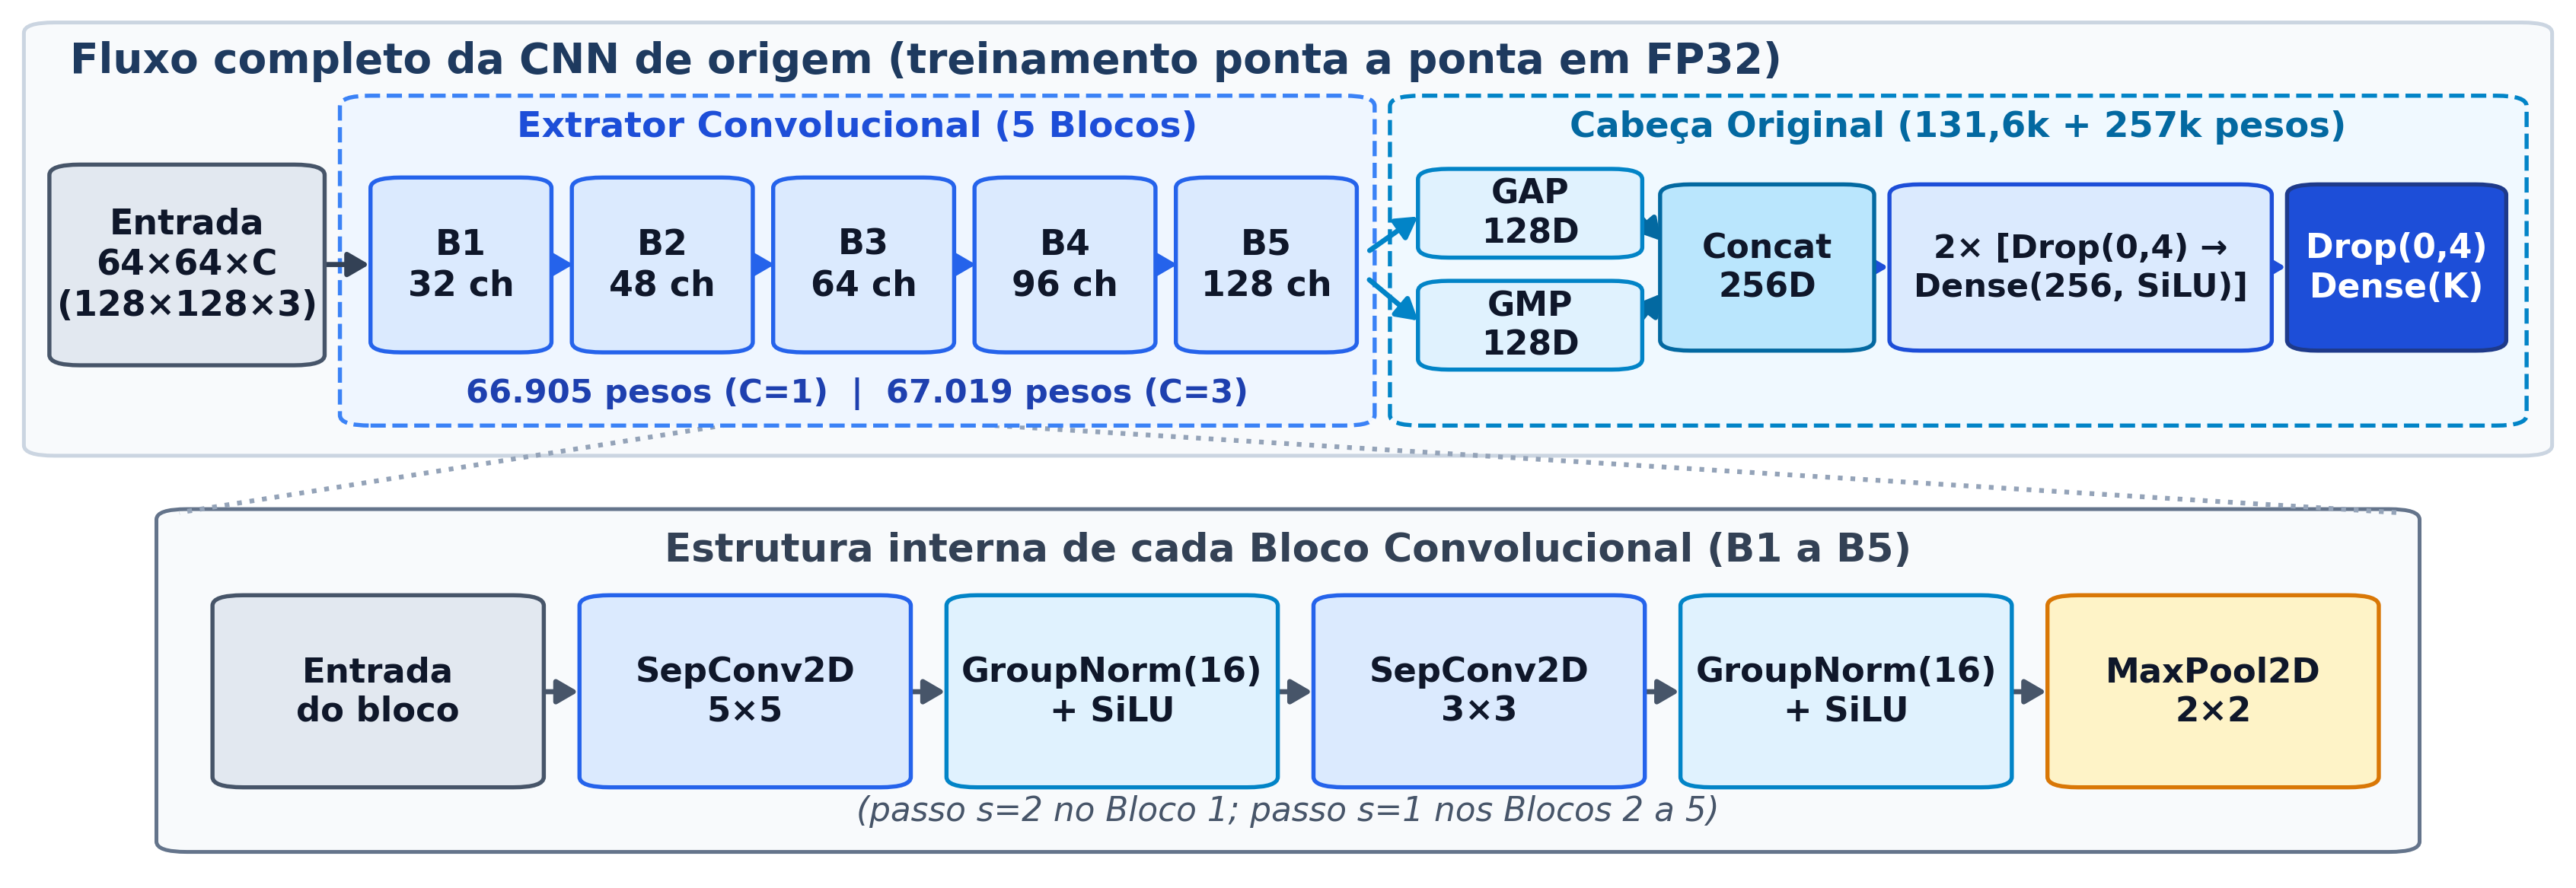 Fluxo completo da CNN de origem (treinamento ponta a ponta em FP32)
Extrator Convolucional (5 Blocos)
Cabeça Original (131,6k + 257k pesos)
Entrada
64×64×C
(128×128×3)
B1
32 ch
B2
48 ch
B3
64 ch
B4
96 ch
B5
128 ch
GAP
128D
GMP
128D
Concat
256D
2× [Drop(0,4) →
Dense(256, SiLU)]
Drop(0,4)
Dense(K)
66.905 pesos (C=1) | 67.019 pesos (C=3)
Estrutura interna de cada Bloco Convolucional (B1 a B5)
Entrada
do bloco
SepConv2D
5×5
GroupNorm(16)
+ SiLU
SepConv2D
3×3
GroupNorm(16)
+ SiLU
MaxPool2D
2×2
(passo s=2 no Bloco 1; passo s=1 nos Blocos 2 a 5)